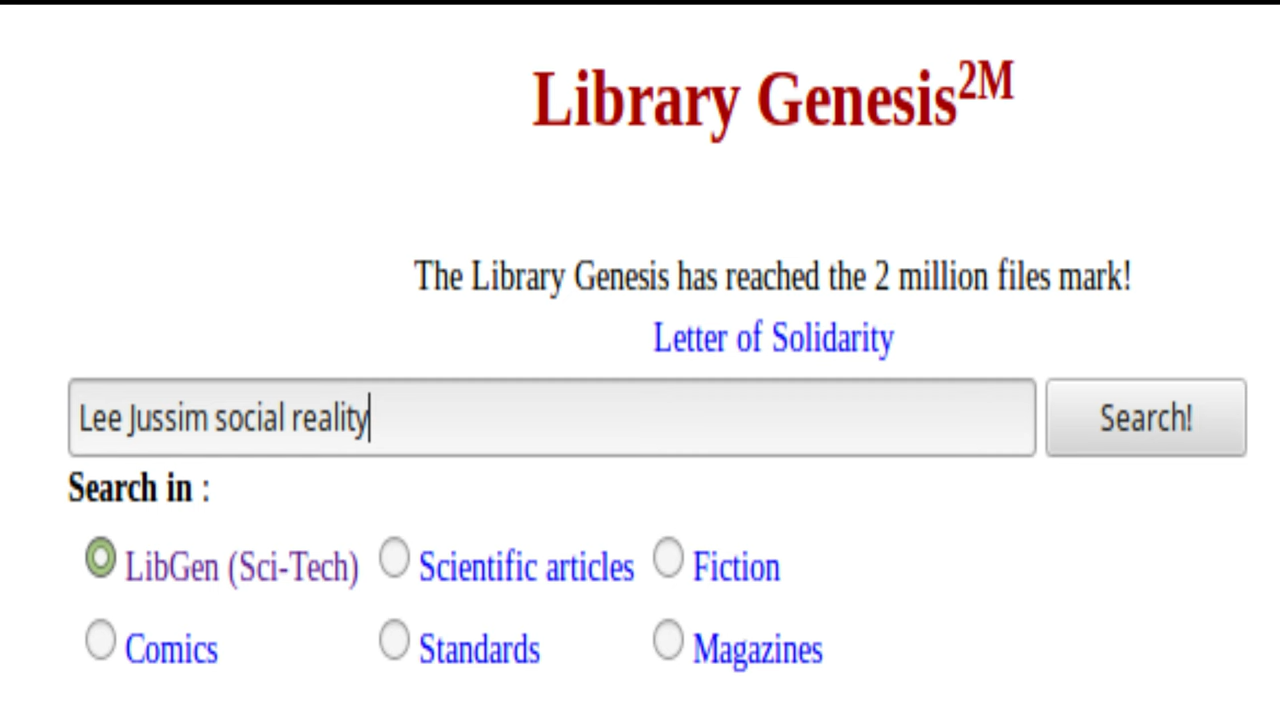 Library Genesis2M
The Library Genesis has reached the 2 million files mark!
Letter of Solidarity
Lee Jussim social reality Search!
Search in :
LibGen (Sci-Tech) Scientific articles Fiction
Comics Standards Magazines